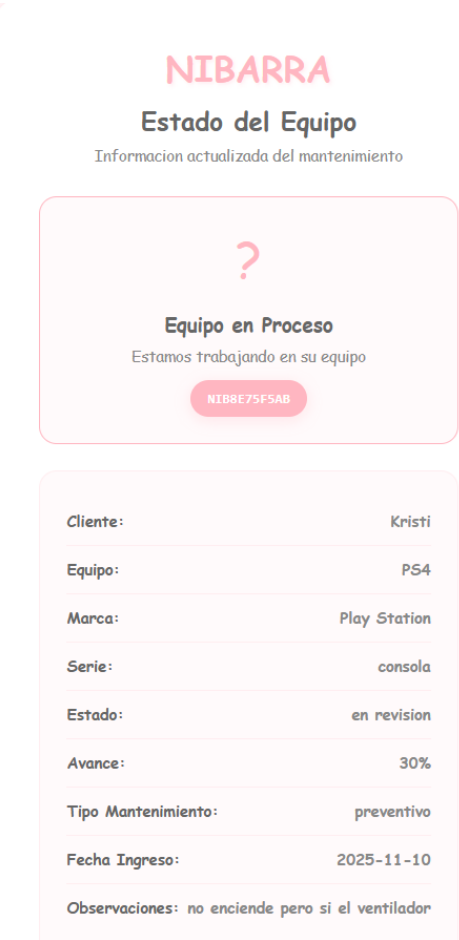 NIBARRA
Estado del Equipo
Informacion actualizada del mantenimiento
?
Equipo en Proceso
Estamos trabajando en su equipo
NIB8E75F5AB
Cliente: Kristi
Equipo: PS4
Marca: Play Station
Serie: consola
Estado: en revision
Avance: 30%
Tipo Mantenimiento: preventivo
Fecha Ingreso: 2025-11-10
Observaciones: no enciende pero si el ventilador